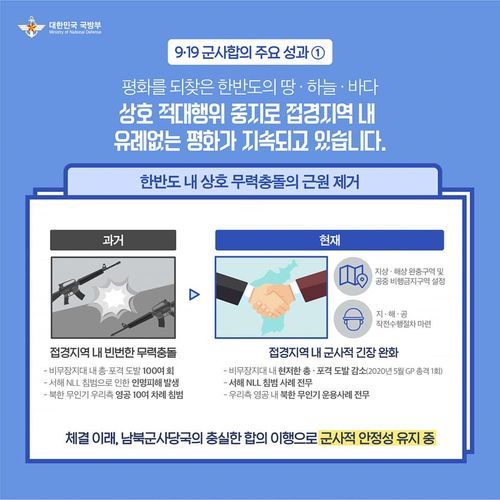 대한민국 국방부
Ministry of National Defense
9·19 군사합의 주요 성과 ①
평화를 되찾은 한반도의 땅 · 하늘 · 바다
상호 적대행위 중지로 접경지역 내
유례없는 평화가 지속되고 있습니다.
한반도 내 상호 무력충돌의 근원 제거
과거
접경지역 내 빈번한 무력충돌
- 비무장지대 내 총·포격 도발 100여 회
- 서해 NLL 침범으로 인한 인명피해 발생
- 북한 무인기 우리측 영공 10여 차례 침범
현재
지상 · 해상 완충구역 및
공중 비행금지구역 설정
지 · 해 · 공
작전수행절차 마련
접경지역 내 군사적 긴장 완화
- 비무장지대 내 현저한 총 · 포격 도발 감소(2020년 5월 GP 총격 1회)
- 서해 NLL 침범 사례 전무
- 우리측 영공 내 북한 무인기 운용사례 전무
체결 이래, 남북군사당국의 충실한 합의 이행으로 군사적 안정성 유지 중